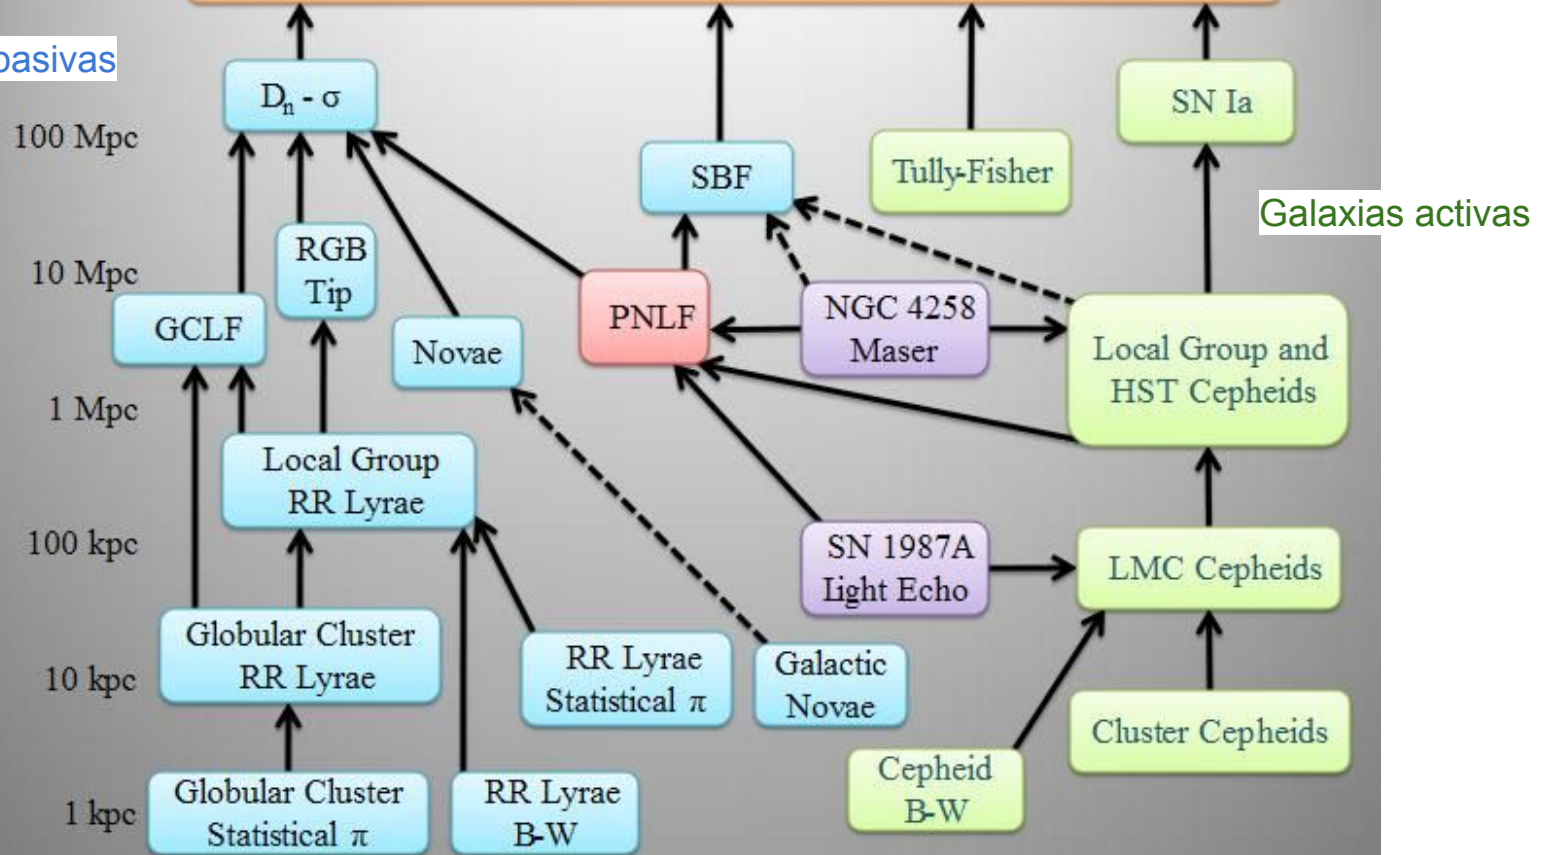 pasivas
D_n - σ
SN Ia
100 Mpc
SBF
Tully-Fisher
Galaxias activas
RGB
Tip
10 Mpc
GCLF
Novae
PNLF
NGC 4258
Maser
Local Group and
HST Cepheids
1 Mpc
Local Group
RR Lyrae
100 kpc
SN 1987A
Light Echo
LMC Cepheids
Globular Cluster
RR Lyrae
10 kpc
RR Lyrae
Statistical π
Galactic
Novae
Cluster Cepheids
1 kpc
Globular Cluster
Statistical π
RR Lyrae
B-W
Cepheid
B-W